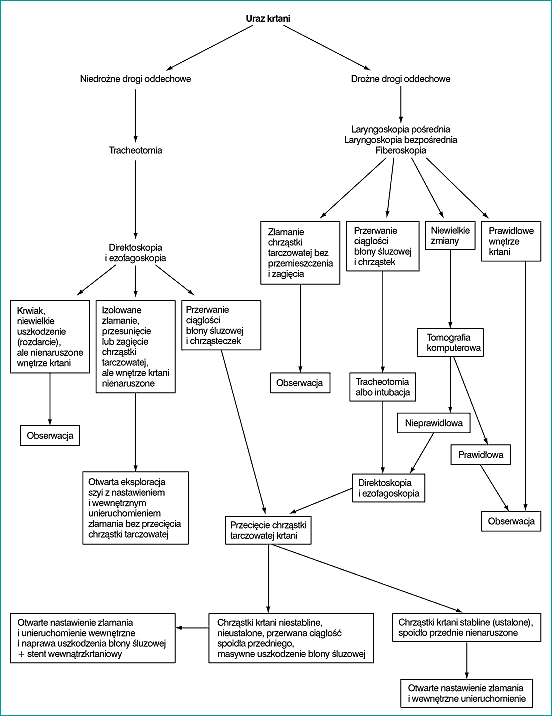 Uraz krtani
Niedrożne drogi oddechowe
Drożne drogi oddechowe
Laryngoskopia pośrednia
Laryngoskopia bezpośrednia
Fiberoskopia
Tracheotomia
Direktoskopia
i ezofagoskopia
Złamanie
chrząstki
tarczowatej bez
przemieszczenia
i zagięcia
Przerwanie
ciągłości
błony śluzowej
i chrząstek
Niewielkie
zmiany
Prawidłowe
wnętrze
krtani
Krwiak,
niewielkie
uszkodzenie
(rozdarcie),
ale nienaruszone
wnętrze krtani
Izolowane
złamanie,
przesunięcie
lub zagięcie
chrząstki
tarczowatej,
ale wnętrze krtani
nienaruszone
Przerwanie
ciągłości
błony śluzowej
i chrząsteczek
Tomografia
komputerowa
Obserwacja
Tracheotomia
albo intubacja
Nieprawidłowa
Obserwacja
Prawidłowa
Otwarta eksploracja
szyi z nastawieniem
i wewnętrznym
unieruchomieniem
złamania bez przecięcia
chrząstki tarczowatej
Direktoskopia
i ezofagoskopia
Obserwacja
Przecięcie chrząstki
tarczowatej krtani
Otwarte nastawienie złamania
i unieruchomienie wewnętrzne
i naprawa uszkodzenia błony śluzowej
+ stent wewnątrzkrtaniowy
Chrząstki krtani niestabline,
nieustalone, przerwana ciągłość
spoidła przedniego,
masywne uszkodzenie błony śluzowej
Chrząstki krtani stabline (ustalone),
spoidło przednie nienaruszone
Otwarte nastawienie złamania
i wewnętrzne unieruchomienie